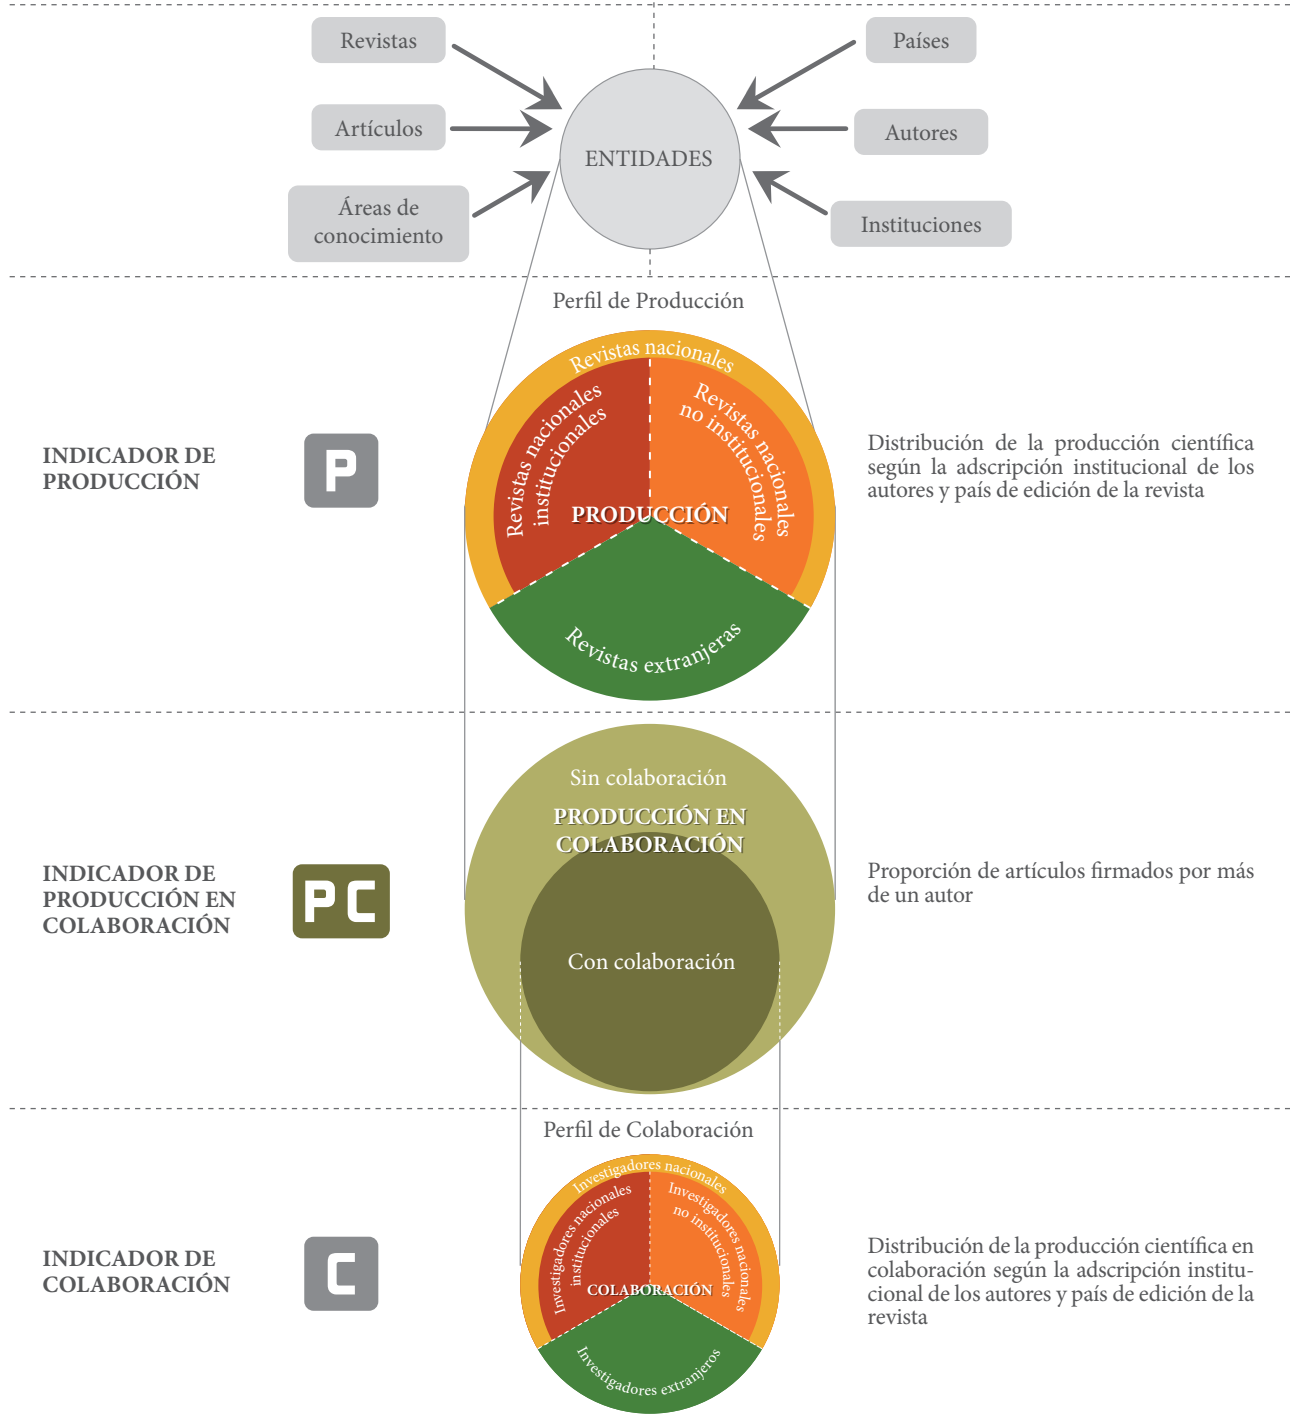 Revistas
Países
Artículos
Autores
ENTIDADES
Áreas de
conocimiento
Instituciones
Perfil de Producción
Revistas nacionales
Revistas nacionales
institucionales
Revistas nacionales
no institucionales
PRODUCCIÓN
Revistas extranjeras
INDICADOR DE
PRODUCCIÓN
P
Distribución de la producción científica
según la adscripción institucional de los
autores y país de edición de la revista
Sin colaboración
PRODUCCIÓN EN
COLABORACIÓN
Con colaboración
INDICADOR DE
PRODUCCIÓN EN
COLABORACIÓN
PC
Proporción de artículos firmados por más
de un autor
Perfil de Colaboración
Investigadores nacionales
Investigadores nacionales
institucionales
Investigadores nacionales
no institucionales
COLABORACIÓN
Investigadores extranjeros
INDICADOR DE
COLABORACIÓN
C
Distribución de la producción científica en
colaboración según la adscripción institu-
cional de los autores y país de edición de la
revista